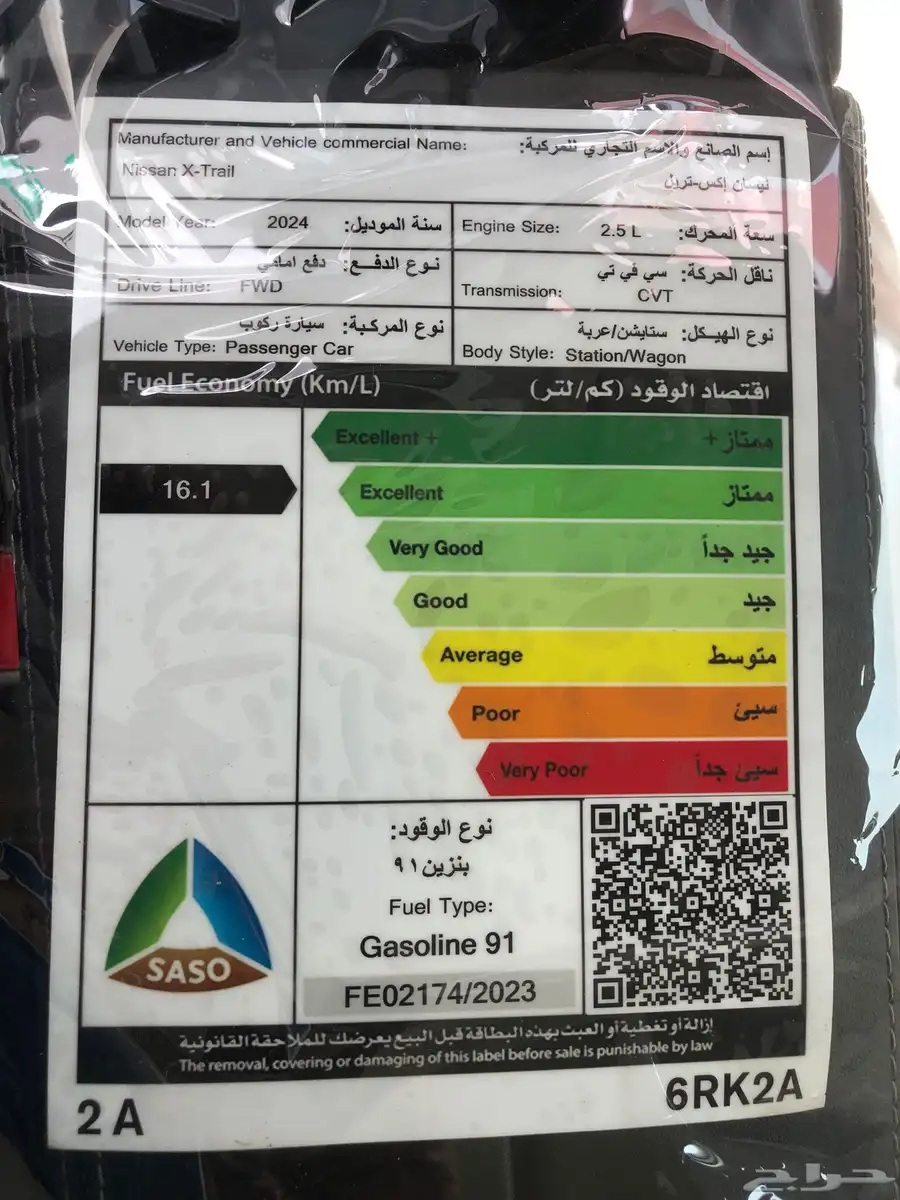 Manufacturer and Vehicle commercial Name: إسم الصانع والاسم التجاري للمركبة:
Nissan X-Trail نيسان إكس-تريل
Model Year: 2024 سنة الموديل:
Engine Size: 2.5 L سعة المحرك:
نوع الدفع: دفع امامي
Drive Line: FWD
ناقل الحركة: سي في تي
Transmission: CVT
نوع المركبة: سيارة ركوب
Vehicle Type: Passenger Car
نوع الهيكل: ستايشن/عربة
Body Style: Station/Wagon
Fuel Economy (Km/L) اقتصاد الوقود (كم/لتر)
Excellent + ممتاز +
16.1
Excellent ممتاز
Very Good جيد جداً
Good جيد
Average متوسط
Poor سيئ
Very Poor سيئ جداً
SASO
نوع الوقود:
بنزين ٩١
Fuel Type:
Gasoline 91
FE02174/2023
إزالة أو تغطية أو العبث بهذه البطاقة قبل البيع يعرضك للملاحقة القانونية
The removal, covering or damaging of this label before sale is punishable by law
2 A 6RK2A
حراج